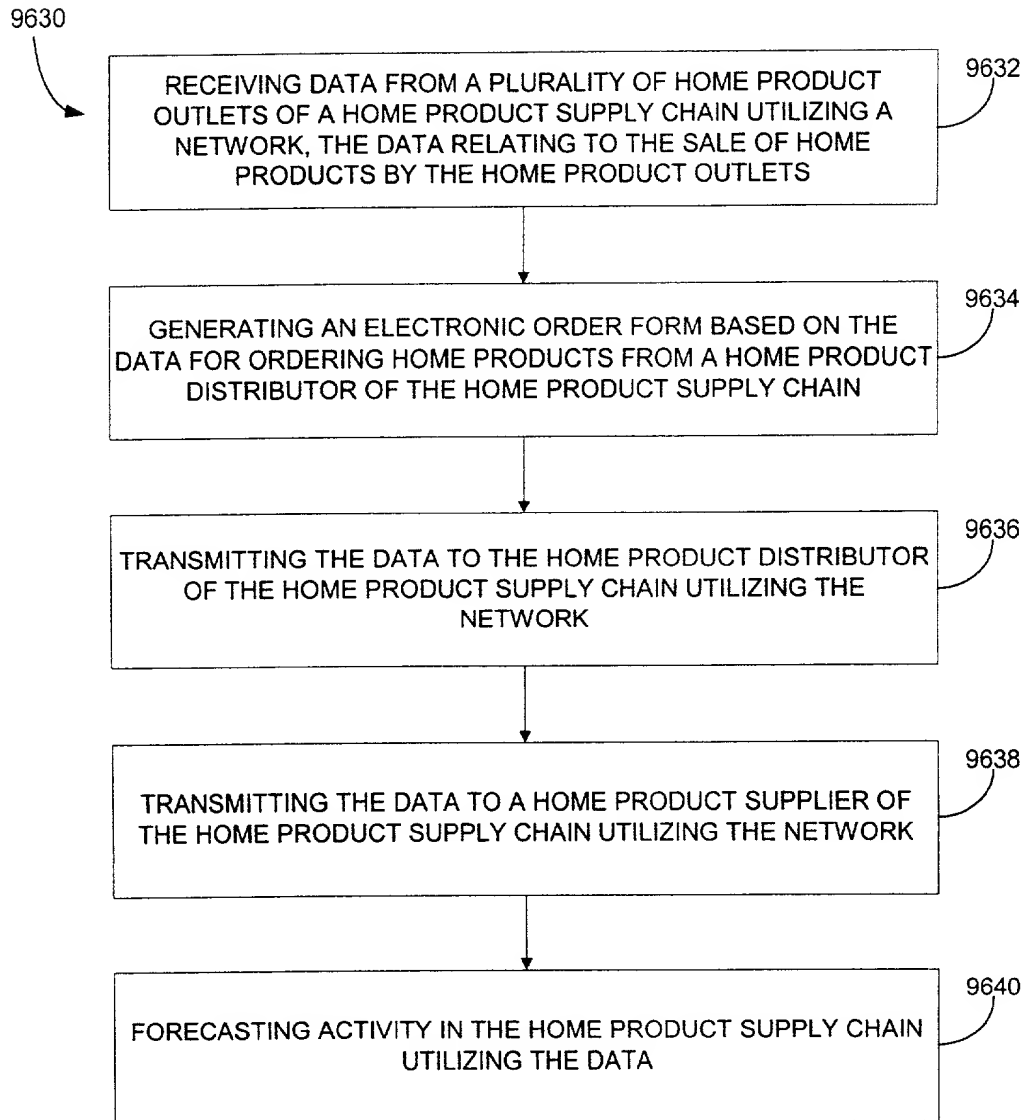 9630
RECEIVING DATA FROM A PLURALITY OF HOME PRODUCT
OUTLETS OF A HOME PRODUCT SUPPLY CHAIN UTILIZING A
NETWORK, THE DATA RELATING TO THE SALE OF HOME
PRODUCTS BY THE HOME PRODUCT OUTLETS
9632
GENERATING AN ELECTRONIC ORDER FORM BASED ON THE
DATA FOR ORDERING HOME PRODUCTS FROM A HOME PRODUCT
DISTRIBUTOR OF THE HOME PRODUCT SUPPLY CHAIN
9634
TRANSMITTING THE DATA TO THE HOME PRODUCT DISTRIBUTOR
OF THE HOME PRODUCT SUPPLY CHAIN UTILIZING THE
NETWORK
9636
TRANSMITTING THE DATA TO A HOME PRODUCT SUPPLIER OF
THE HOME PRODUCT SUPPLY CHAIN UTILIZING THE NETWORK
9638
FORECASTING ACTIVITY IN THE HOME PRODUCT SUPPLY CHAIN
UTILIZING THE DATA
9640